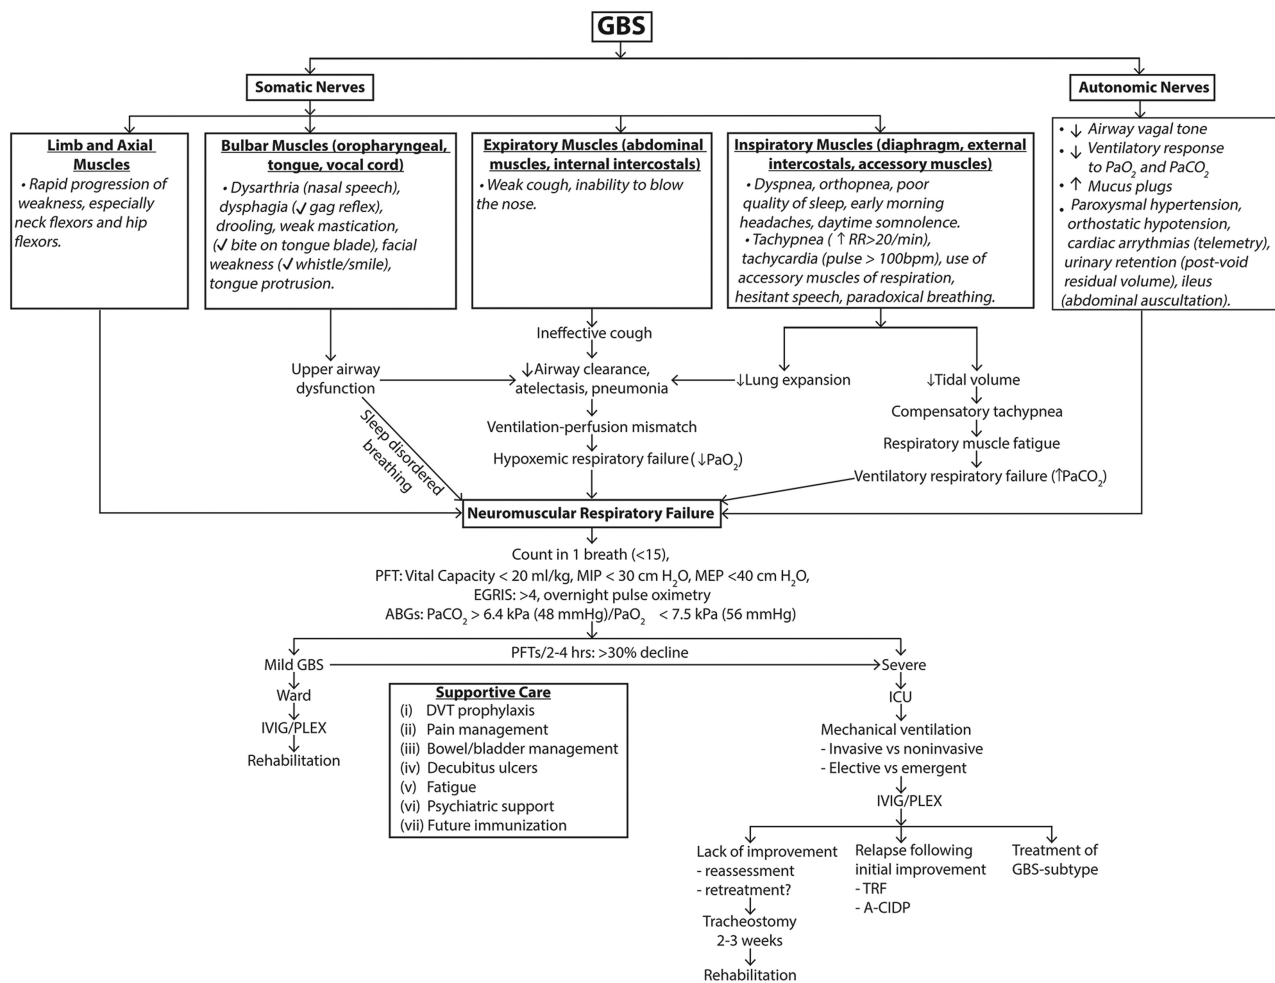 GBS
Somatic Nerves
Autonomic Nerves
Limb and Axial
Muscles
• Rapid progression of
weakness, especially
neck flexors and hip
flexors.
Bulbar Muscles (oropharyngeal,
tongue, vocal cord)
• Dysarthria (nasal speech),
dysphagia (✓ gag reflex),
drooling, weak mastication,
(✓ bite on tongue blade), facial
weakness (✓ whistle/smile),
tongue protrusion.
Expiratory Muscles (abdominal
muscles, internal intercostals)
• Weak cough, inability to blow
the nose.
Inspiratory Muscles (diaphragm, external
intercostals, accessory muscles)
• Dyspnea, orthopnea, poor
quality of sleep, early morning
headaches, daytime somnolence.
• Tachypnea ( ↑ RR>20/min),
tachycardia (pulse > 100bpm), use of
accessory muscles of respiration,
hesitant speech, paradoxical breathing.
• ↓ Airway vagal tone
• ↓ Ventilatory response
to PaO₂ and PaCO₂
• ↑ Mucus plugs
• Paroxysmal hypertension,
orthostatic hypotension,
cardiac arrythmias (telemetry),
urinary retention (post-void
residual volume), ileus
(abdominal auscultation).
Ineffective cough
Upper airway
dysfunction
↓Airway clearance,
atelectasis, pneumonia
↓Lung expansion
↓Tidal volume
Compensatory tachypnea
Sleep disordered
breathing
Ventilation-perfusion mismatch
Respiratory muscle fatigue
Hypoxemic respiratory failure (↓PaO₂)
Ventilatory respiratory failure (↑PaCO₂)
Neuromuscular Respiratory Failure
Count in 1 breath (<15),
PFT: Vital Capacity < 20 ml/kg, MIP < 30 cm H₂O, MEP <40 cm H₂O,
EGRIS: >4, overnight pulse oximetry
ABGs: PaCO₂ > 6.4 kPa (48 mmHg)/PaO₂ < 7.5 kPa (56 mmHg)
PFTs/2-4 hrs: >30% decline
Mild GBS
Severe
Ward
IVIG/PLEX
Rehabilitation
Supportive Care
(i) DVT prophylaxis
(ii) Pain management
(iii) Bowel/bladder management
(iv) Decubitus ulcers
(v) Fatigue
(vi) Psychiatric support
(vii) Future immunization
ICU
Mechanical ventilation
- Invasive vs noninvasive
- Elective vs emergent
IVIG/PLEX
Lack of improvement
- reassessment
- retreatment?
Tracheostomy
2-3 weeks
Rehabilitation
Relapse following
initial improvement
- TRF
- A-CIDP
Treatment of
GBS-subtype